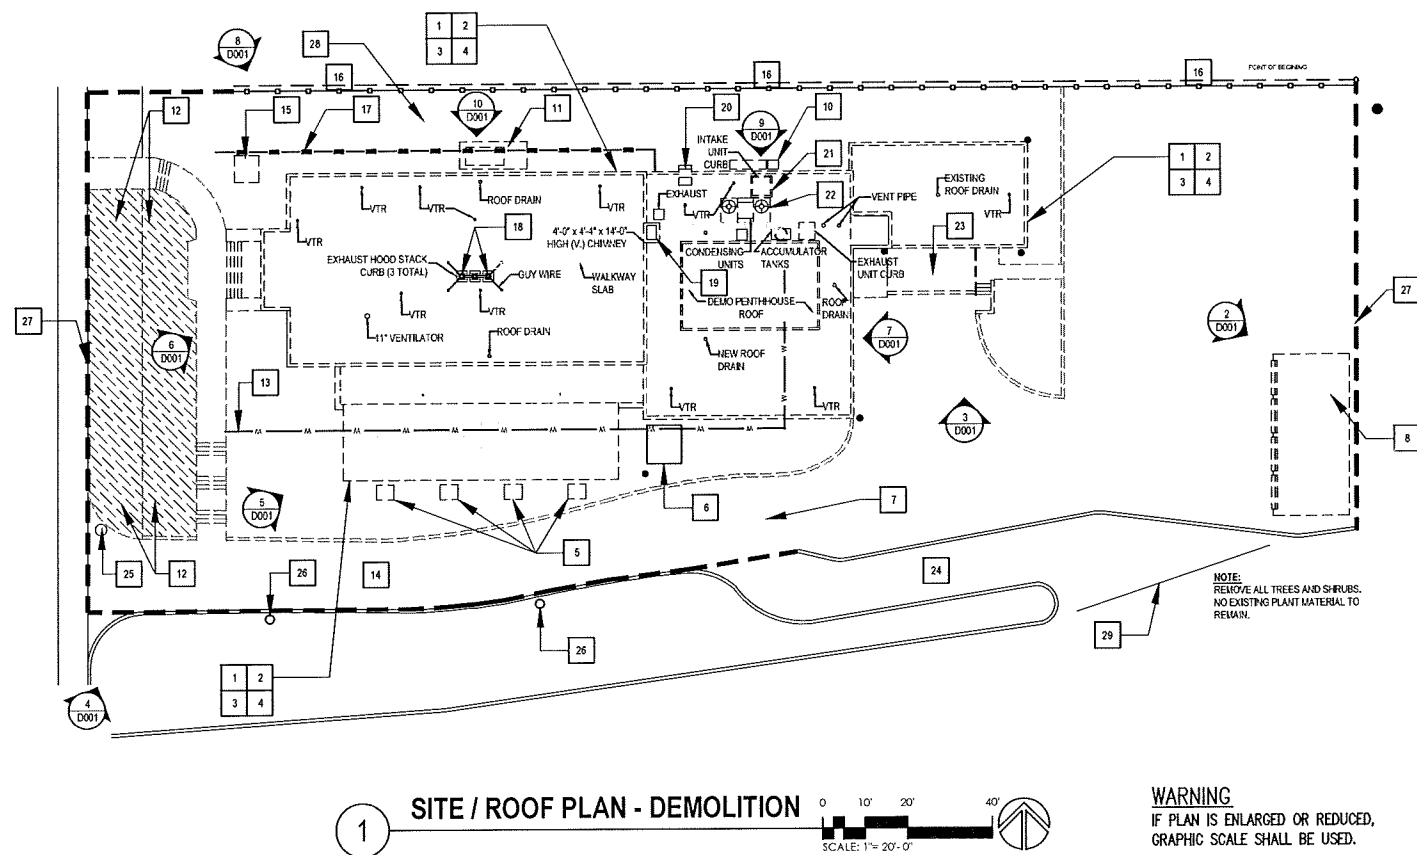 8
D001
28
1 2
3 4
16
16
16
POINT OF BEGINING
12
15
17
10
D001
11
20
9
D001
10
INTAKE
UNIT
CURB
21
1 2
3 4
EXHAUST
22
VENT PIPE
EXISTING
ROOF DRAIN
VTR
VTR
VTR
ROOF DRAIN
VTR
VTR
VTR
18
4'-0" x 4'-4" x 14'-0"
HIGH (V.) CHIMNEY
23
EXHAUST HOOD STACK
CURB (3 TOTAL)
GUY WIRE
WALKWAY
SLAB
19
CONDENSING
UNITS
ACCUMULATOR
TANKS
EXHAUST
UNIT CURB
DEMO PENTHHOUSE
ROOF
ROOF
DRAIN
27
27
2
D001
6
D001
VTR
VTR
11" VENTILATOR
ROOF DRAIN
NEW ROOF
DRAIN
7
D001
13
VTR
VTR
3
D001
8
5
D001
6
7
5
25
12
26
14
24
NOTE:
REMOVE ALL TREES AND SHRUBS.
NO EXISTING PLANT MATERIAL TO
REMAIN.
26
29
1 2
3 4
4
D001
1
SITE / ROOF PLAN - DEMOLITION
0 10' 20' 40'
SCALE: 1"= 20'-0"
WARNING
IF PLAN IS ENLARGED OR REDUCED,
GRAPHIC SCALE SHALL BE USED.